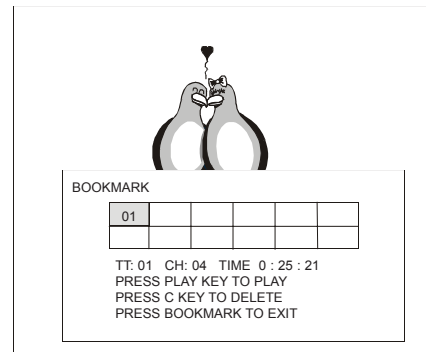 BOOKMARK
01
TT: 01 CH: 04 TIME 0 : 25 : 21
PRESS PLAY KEY TO PLAY
PRESS C KEY TO DELETE
PRESS BOOKMARK TO EXIT